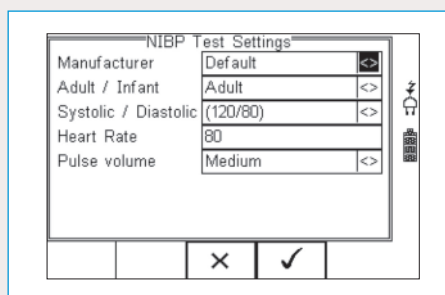 NIBP Test Settings
Manufacturer Default <>
Adult / Infant Adult <>
Systolic / Diastolic (120/80) <>
Heart Rate 80
Pulse volume Medium <>